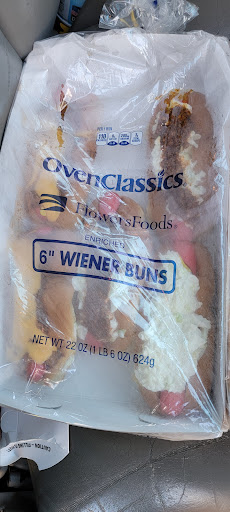 OvenClassics
FlowersFoods
ENRICHED
6" WIENER BUNS
NET WT 22 OZ (1 LB 6 OZ) 624g